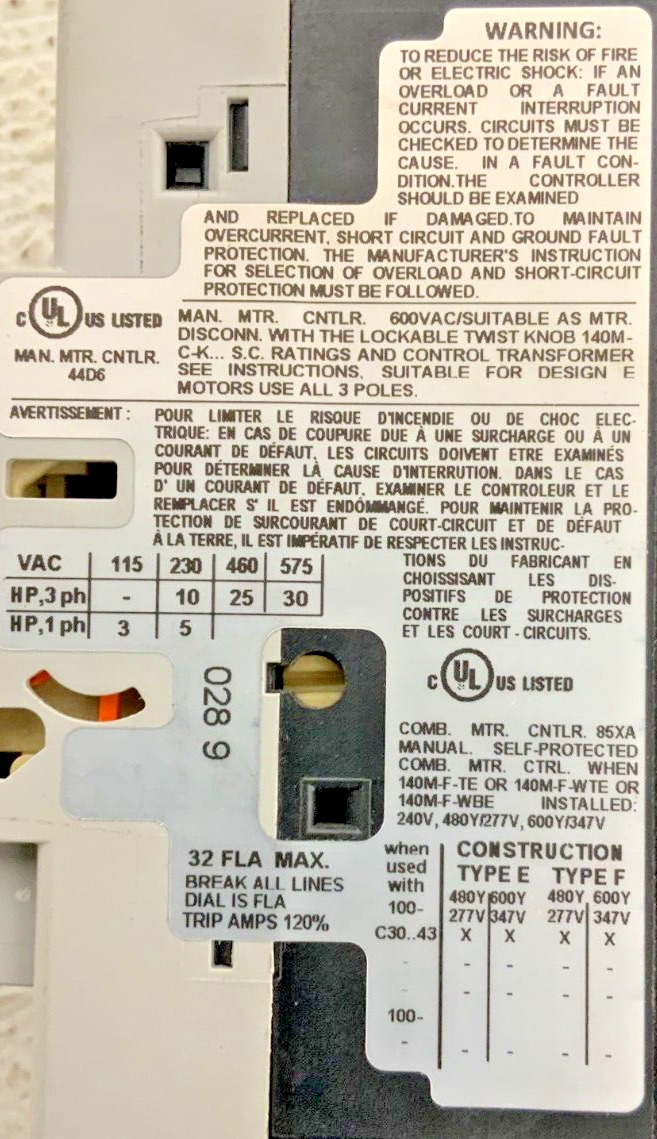 WARNING:
TO REDUCE THE RISK OF FIRE
OR ELECTRIC SHOCK: IF AN
OVERLOAD OR A FAULT
CURRENT INTERRUPTION
OCCURS. CIRCUITS MUST BE
CHECKED TO DETERMINE THE
CAUSE. IN A FAULT CON-
DITION.THE CONTROLLER
SHOULD BE EXAMINED
AND REPLACED IF DAMAGED.TO MAINTAIN
OVERCURRENT, SHORT CIRCUIT AND GROUND FAULT
PROTECTION. THE MANUFACTURER'S INSTRUCTION
FOR SELECTION OF OVERLOAD AND SHORT-CIRCUIT
PROTECTION MUST BE FOLLOWED.
C UL US LISTED
MAN. MTR. CNTLR.
44D6
MAN. MTR. CNTLR. 600VAC/SUITABLE AS MTR.
DISCONN. WITH THE LOCKABLE TWIST KNOB 140M-
C-K... S.C. RATINGS AND CONTROL TRANSFORMER
SEE INSTRUCTIONS, SUITABLE FOR DESIGN E
MOTORS USE ALL 3 POLES.
AVERTISSEMENT : POUR LIMITER LE RISQUE D'INCENDIE OU DE CHOC ELEC-
TRIQUE: EN CAS DE COUPURE DUE À UNE SURCHARGE OU À UN
COURANT DE DÉFAUT, LES CIRCUITS DOIVENT ETRE EXAMINÉS
POUR DÉTERMINER LÀ CAUSE D'INTERRUTION. DANS LE CAS
D' UN COURANT DE DÉFAUT, EXAMINER LE CONTROLEUR ET LE
REMPLACER S' IL EST ENDOMMANGÉ. POUR MAINTENIR LA PRO-
TECTION DE SURCOURANT DE COURT-CIRCUIT ET DE DÉFAUT
À LA TERRE, IL EST IMPÉRATIF DE RESPECTER LES INSTRUC-
TIONS DU FABRICANT EN
CHOISSISANT LES DIS-
POSITIFS DE PROTECTION
CONTRE LES SURCHARGES
ET LES COURT - CIRCUITS.
VAC 115 230 460 575
HP,3 ph - 10 25 30
HP,1 ph 3 5
028 9
C UL US LISTED
COMB. MTR. CNTLR. 85XA
MANUAL. SELF-PROTECTED
COMB. MTR. CTRL. WHEN
140M-F-TE OR 140M-F-WTE OR
140M-F-WBE INSTALLED:
240V, 480Y/277V, 600Y/347V
32 FLA MAX.
BREAK ALL LINES
DIAL IS FLA
TRIP AMPS 120%
when used with CONSTRUCTION
TYPE E TYPE F
100- 480Y 600Y 480Y 600Y
277V 347V 277V 347V
C30..43 X X X X
- - - - -
- - - - -
100-
- - - - -